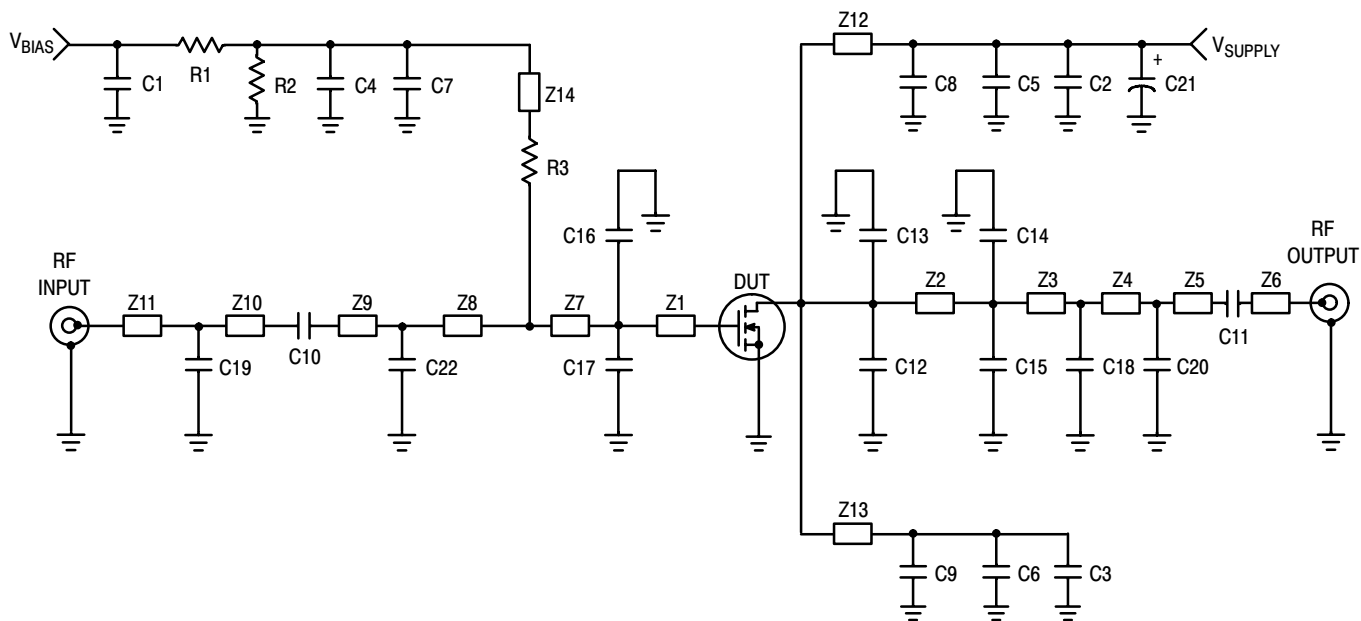 Z12
VBIAS
VSUPPLY
R1
+
C1
R2
C4
C7
C8
C5
C2
C21
Z14
R3
C16
C13
C14
RF
INPUT
RF
OUTPUT
DUT
Z11
Z10
Z9
Z8
Z7
Z1
Z2
Z3
Z4
Z5
Z6
C10
C11
C19
C22
C17
C12
C15
C18
C20
Z13
C9
C6
C3